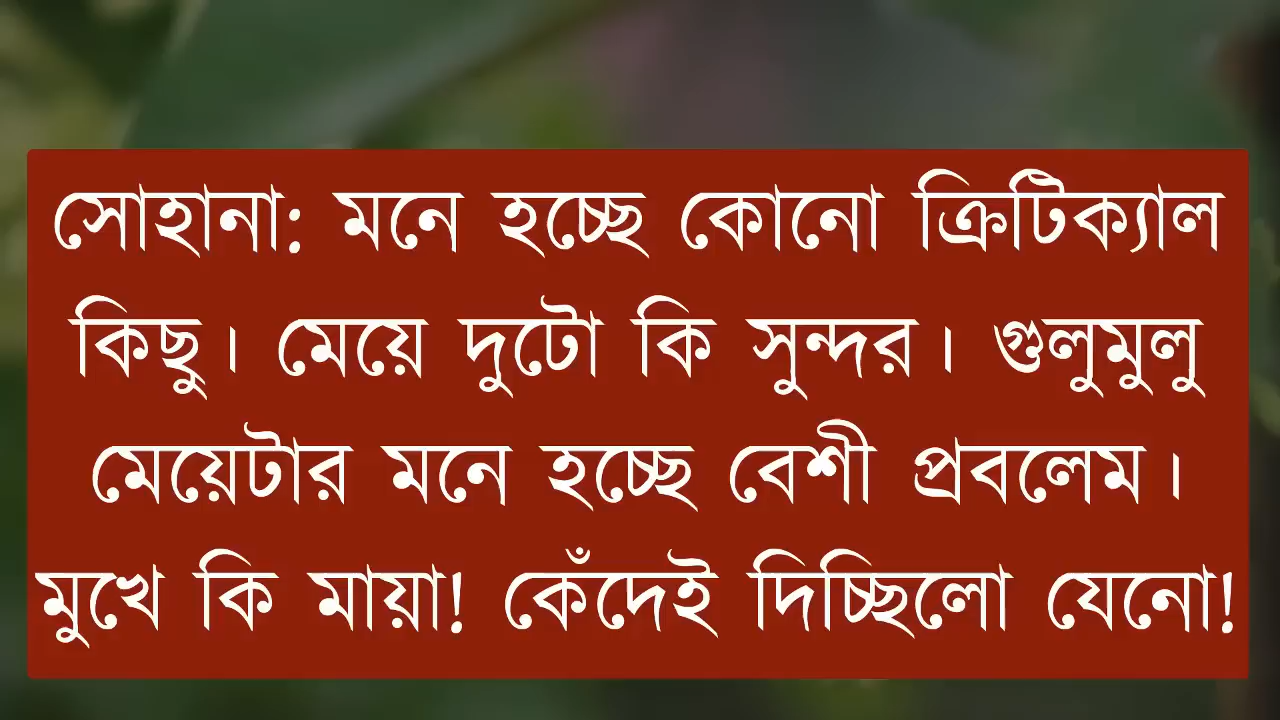 সোহানা: মনে হচ্ছে কোনো ক্রিটিক্যাল
কিছু। মেয়ে দুটো কি সুন্দর। গুলুমুলু
মেয়েটার মনে হচ্ছে বেশী প্রবলেম।
মুখে কি মায়া! কেঁদেই দিচ্ছিলো যেনো!